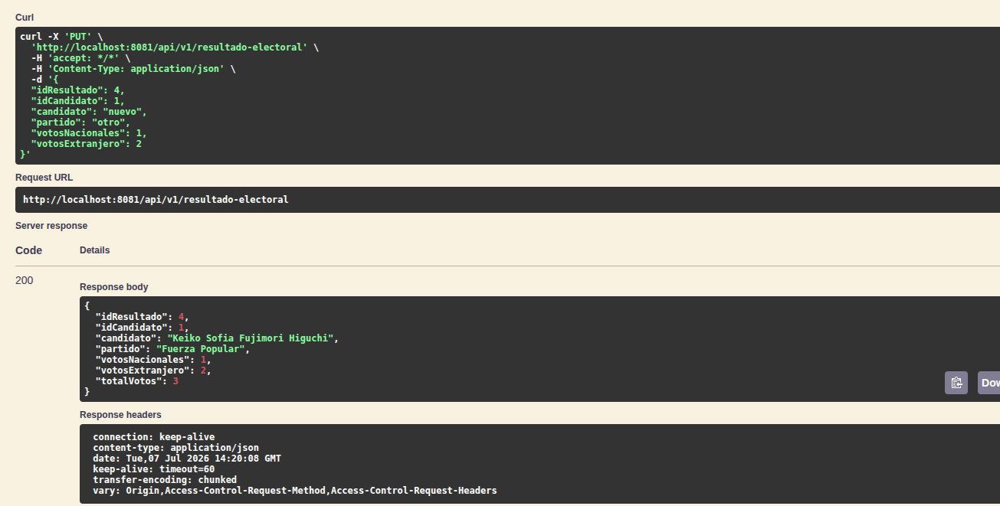 Curl
curl -X 'PUT' \
'http://localhost:8081/api/v1/resultado-electoral' \
-H 'accept: */*' \
-H 'Content-Type: application/json' \
-d '{
"idResultado": 4,
"idCandidato": 1,
"candidato": "nuevo",
"partido": "otro",
"votosNacionales": 1,
"votosExtranjero": 2
}'
Request URL
http://localhost:8081/api/v1/resultado-electoral
Server response
Code Details
200
Response body
{
"idResultado": 4,
"idCandidato": 1,
"candidato": "Keiko Sofia Fujimori Higuchi",
"partido": "Fuerza Popular",
"votosNacionales": 1,
"votosExtranjero": 2,
"totalVotos": 3
}
Dow
Response headers
connection: keep-alive
content-type: application/json
date: Tue,07 Jul 2026 14:20:08 GMT
keep-alive: timeout=60
transfer-encoding: chunked
vary: Origin,Access-Control-Request-Method,Access-Control-Request-Headers